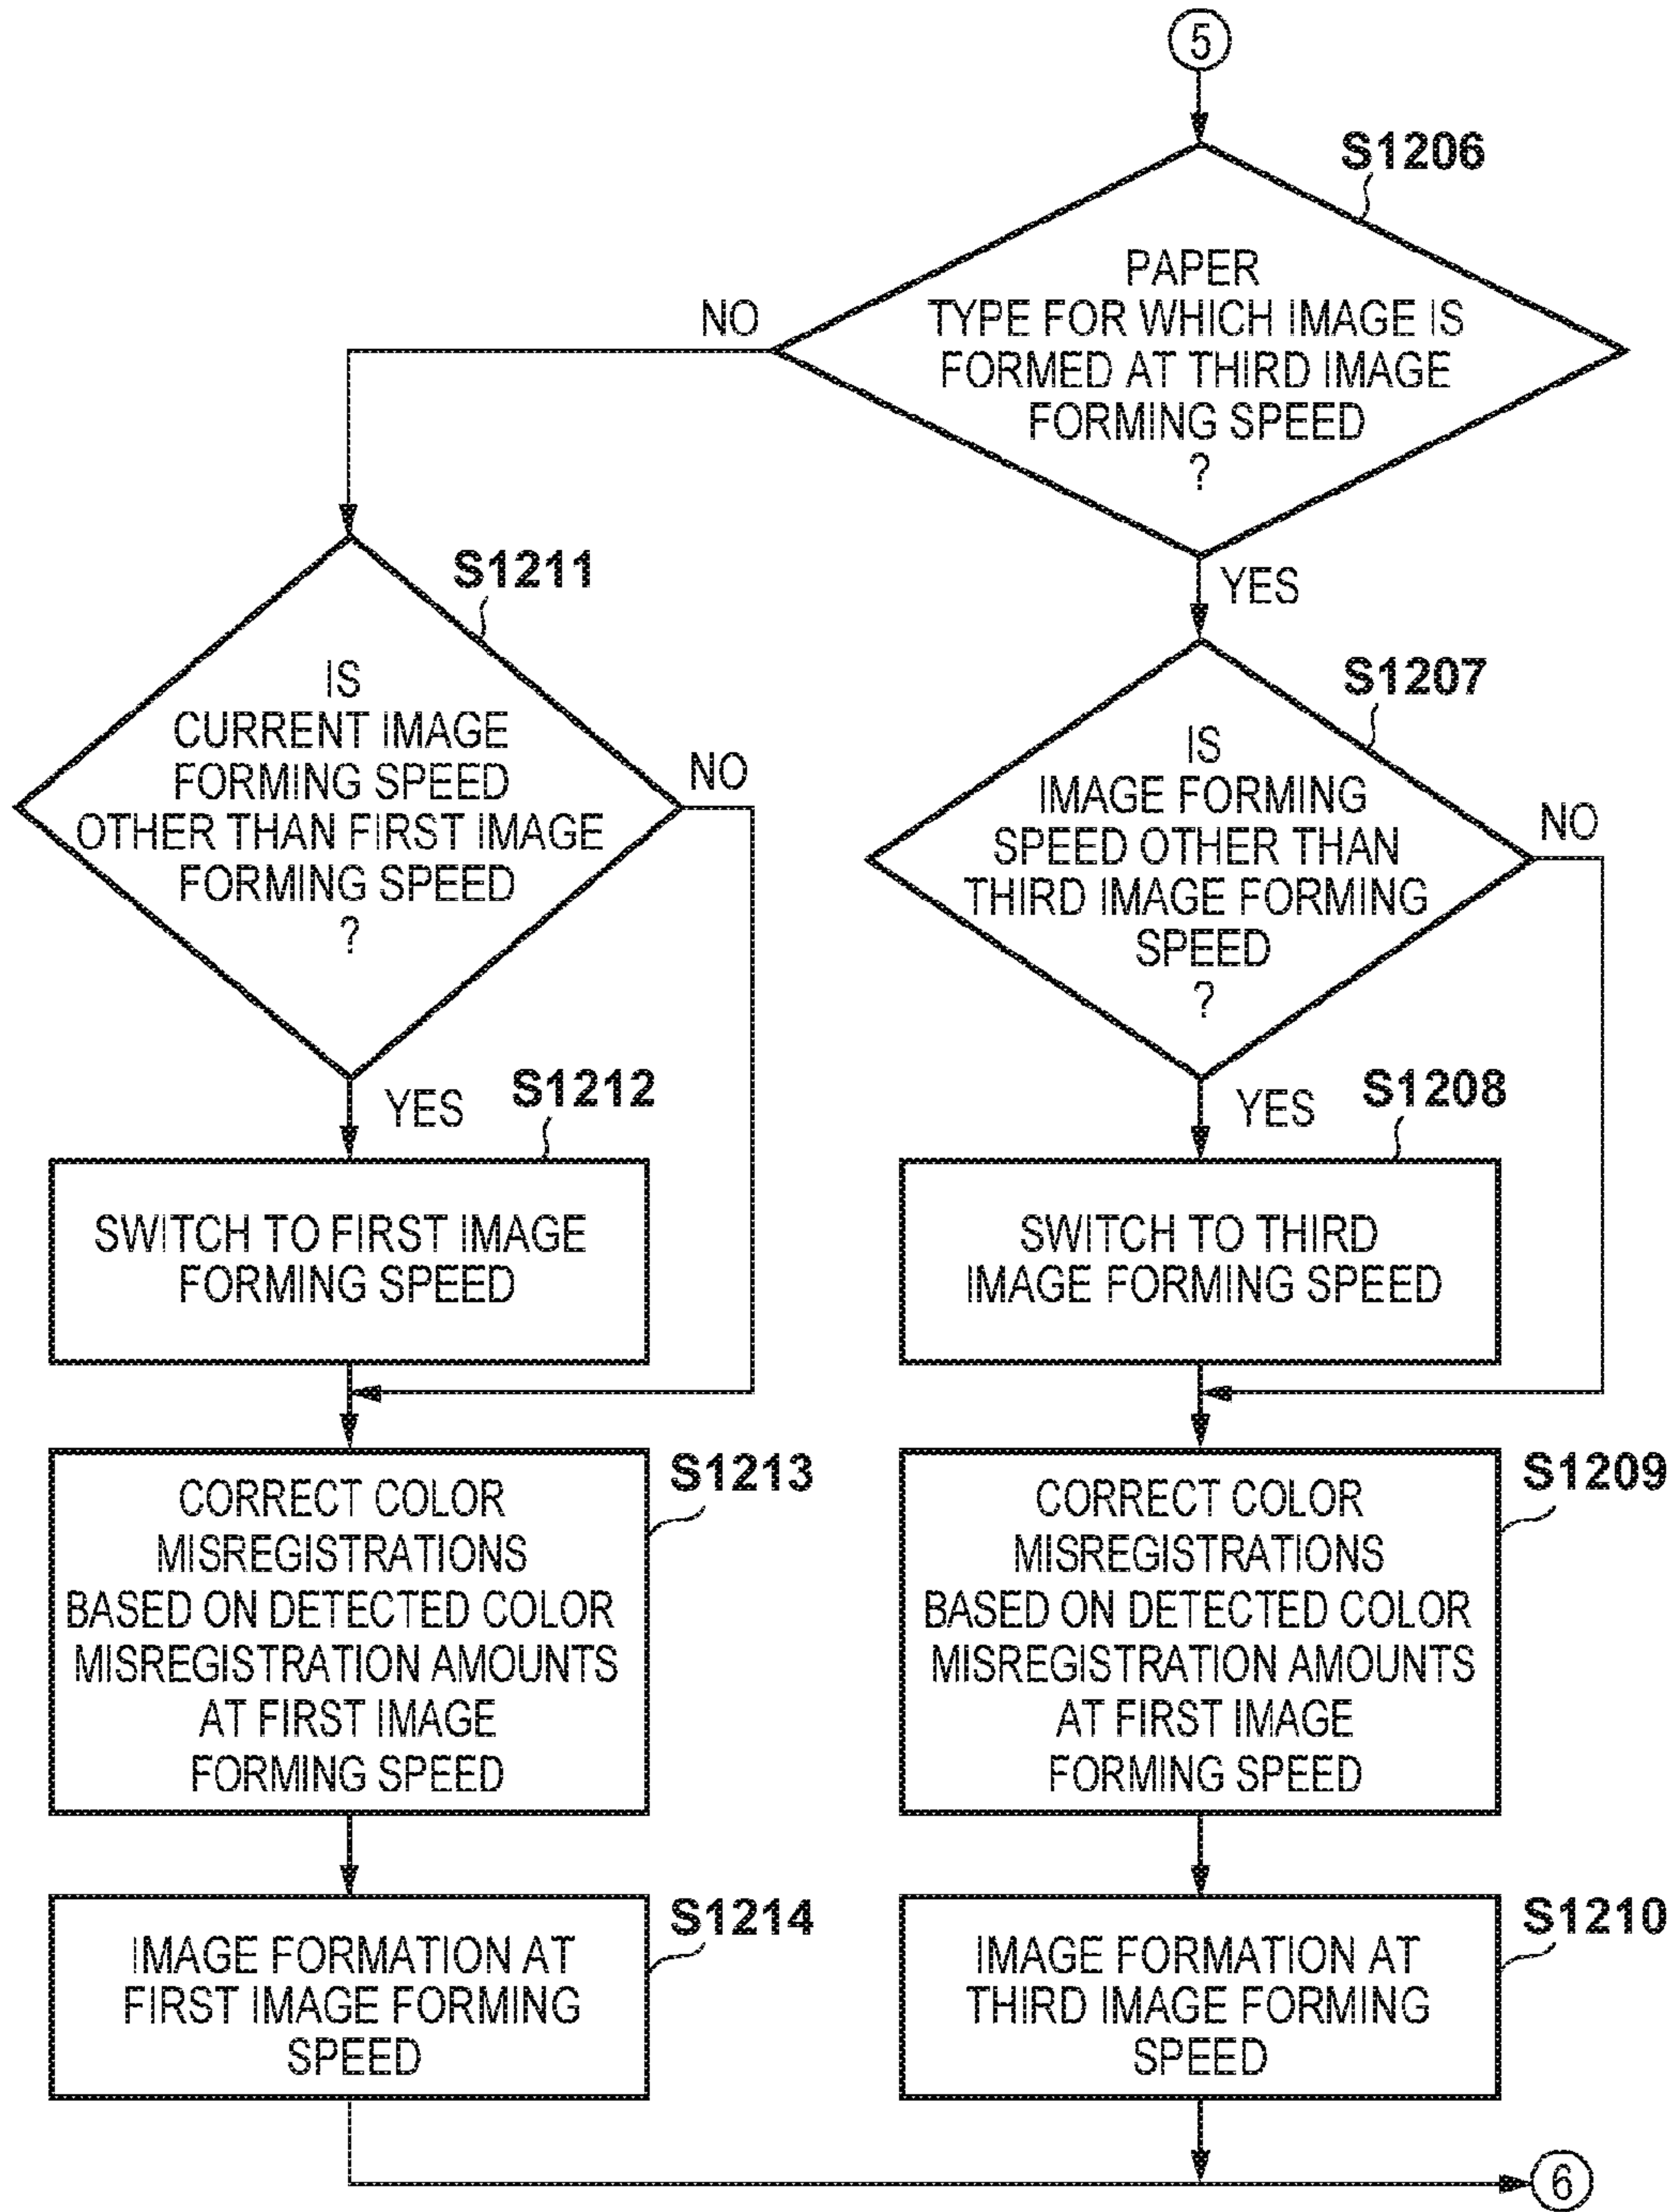 5
S1206
PAPER
TYPE FOR WHICH IMAGE IS
FORMED AT THIRD IMAGE
FORMING SPEED
?
NO
YES
S1211
IS
CURRENT IMAGE
FORMING SPEED
OTHER THAN FIRST IMAGE
FORMING SPEED
?
NO
YES
S1207
IS
IMAGE FORMING
SPEED OTHER THAN
THIRD IMAGE FORMING
SPEED
?
NO
YES
S1212
SWITCH TO FIRST IMAGE
FORMING SPEED
S1208
SWITCH TO THIRD
IMAGE FORMING SPEED
S1213
CORRECT COLOR
MISREGISTRATIONS
BASED ON DETECTED COLOR
MISREGISTRATION AMOUNTS
AT FIRST IMAGE
FORMING SPEED
S1209
CORRECT COLOR
MISREGISTRATIONS
BASED ON DETECTED COLOR
MISREGISTRATION AMOUNTS
AT FIRST IMAGE
FORMING SPEED
S1214
IMAGE FORMATION AT
FIRST IMAGE FORMING
SPEED
S1210
IMAGE FORMATION AT
THIRD IMAGE FORMING
SPEED
6